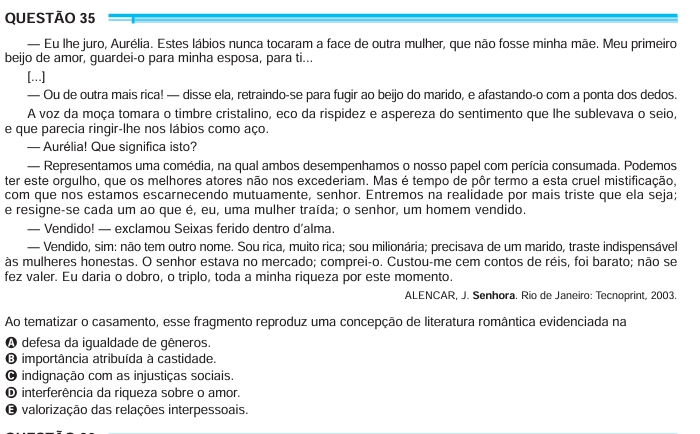 QUESTÃO 35
— Eu lhe juro, Aurélia. Estes lábios nunca tocaram a face de outra mulher, que não fosse minha mãe. Meu primeiro
beijo de amor, guardei-o para minha esposa, para ti...
[...]
— Ou de outra mais rica! — disse ela, retraindo-se para fugir ao beijo do marido, e afastando-o com a ponta dos dedos.
A voz da moça tomara o timbre cristalino, eco da rispidez e aspereza do sentimento que lhe sublevava o seio,
e que parecia ringir-lhe nos lábios como aço.
— Aurélia! Que significa isto?
— Representamos uma comédia, na qual ambos desempenhamos o nosso papel com perícia consumada. Podemos
ter este orgulho, que os melhores atores não nos excederiam. Mas é tempo de pôr termo a esta cruel mistificação,
com que nos estamos escarnecendo mutuamente, senhor. Entremos na realidade por mais triste que ela seja;
e resigne-se cada um ao que é, eu, uma mulher traída; o senhor, um homem vendido.
— Vendido! — exclamou Seixas ferido dentro d'alma.
— Vendido, sim: não tem outro nome. Sou rica, muito rica; sou milionária; precisava de um marido, traste indispensável
às mulheres honestas. O senhor estava no mercado; comprei-o. Custou-me cem contos de réis, foi barato; não se
fez valer. Eu daria o dobro, o triplo, toda a minha riqueza por este momento.
ALENCAR, J. Senhora. Rio de Janeiro: Tecnoprint, 2003.
Ao tematizar o casamento, esse fragmento reproduz uma concepção de literatura romântica evidenciada na
A defesa da igualdade de gêneros.
B importância atribuída à castidade.
C indignação com as injustiças sociais.
D interferência da riqueza sobre o amor.
E valorização das relações interpessoais.